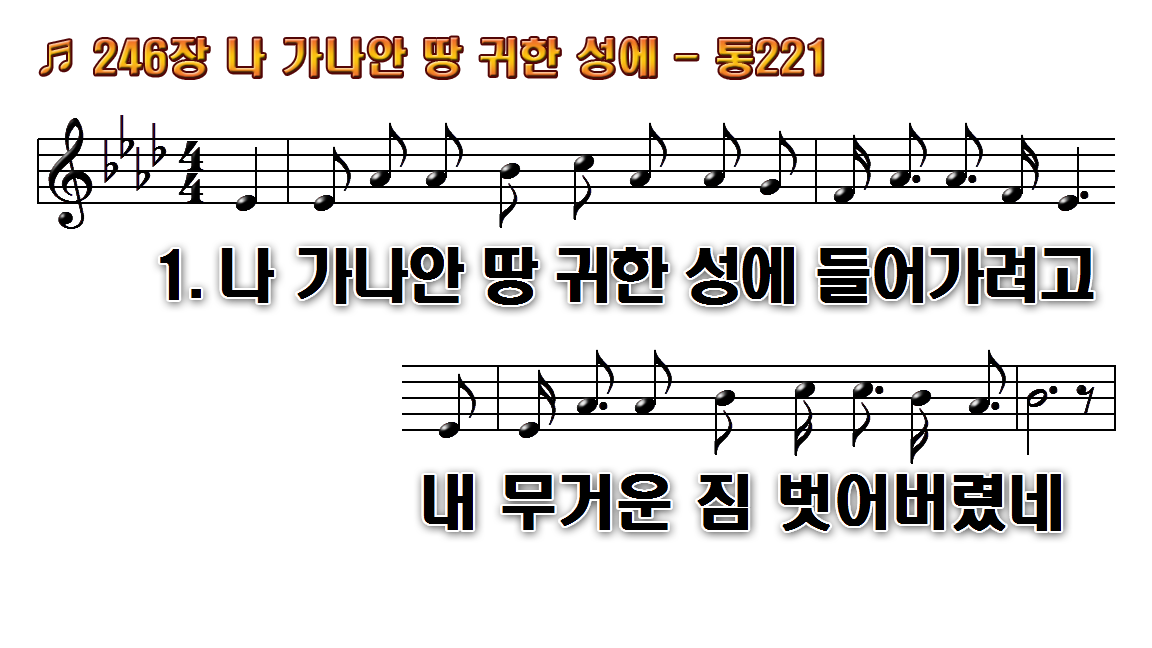 ♬ 246장 나 가나안 땅 귀한 성에 - 통221
1. 나 가나안 땅 귀한 성에 들어가려고
내 무거운 짐 벗어버렸네